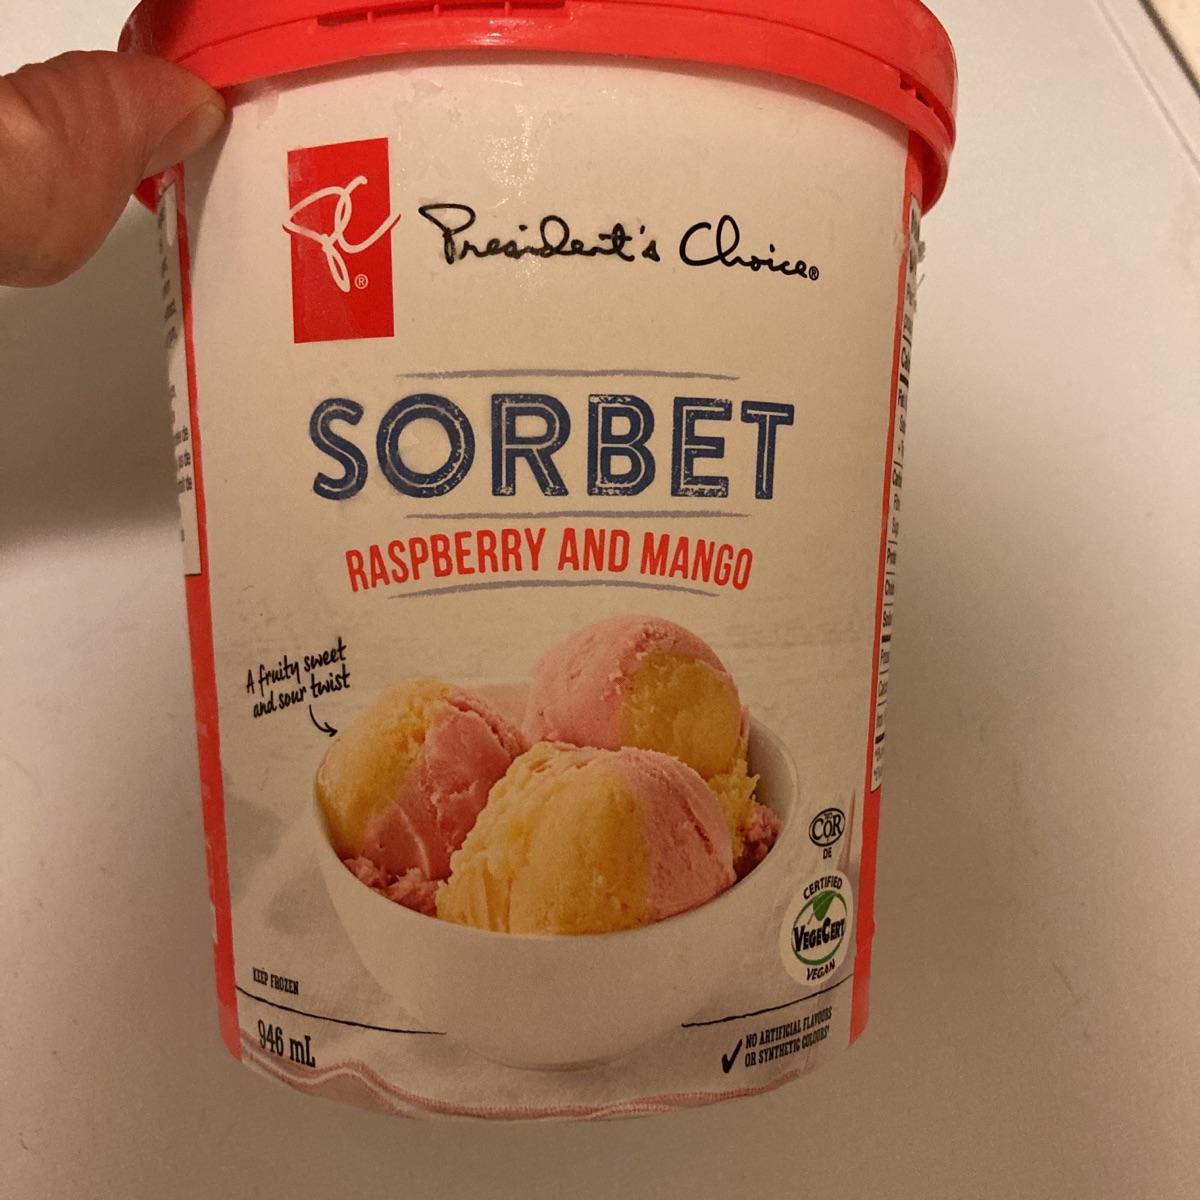 PC®
President's Choice®
SORBET
RASPBERRY AND MANGO
A fruity sweet
and sour twist
COR
DE
CERTIFIED
VEGECERT
VEGAN
KEEP FROZEN
946 mL
NO ARTIFICIAL FLAVOURS
OR SYNTHETIC COLOURS*